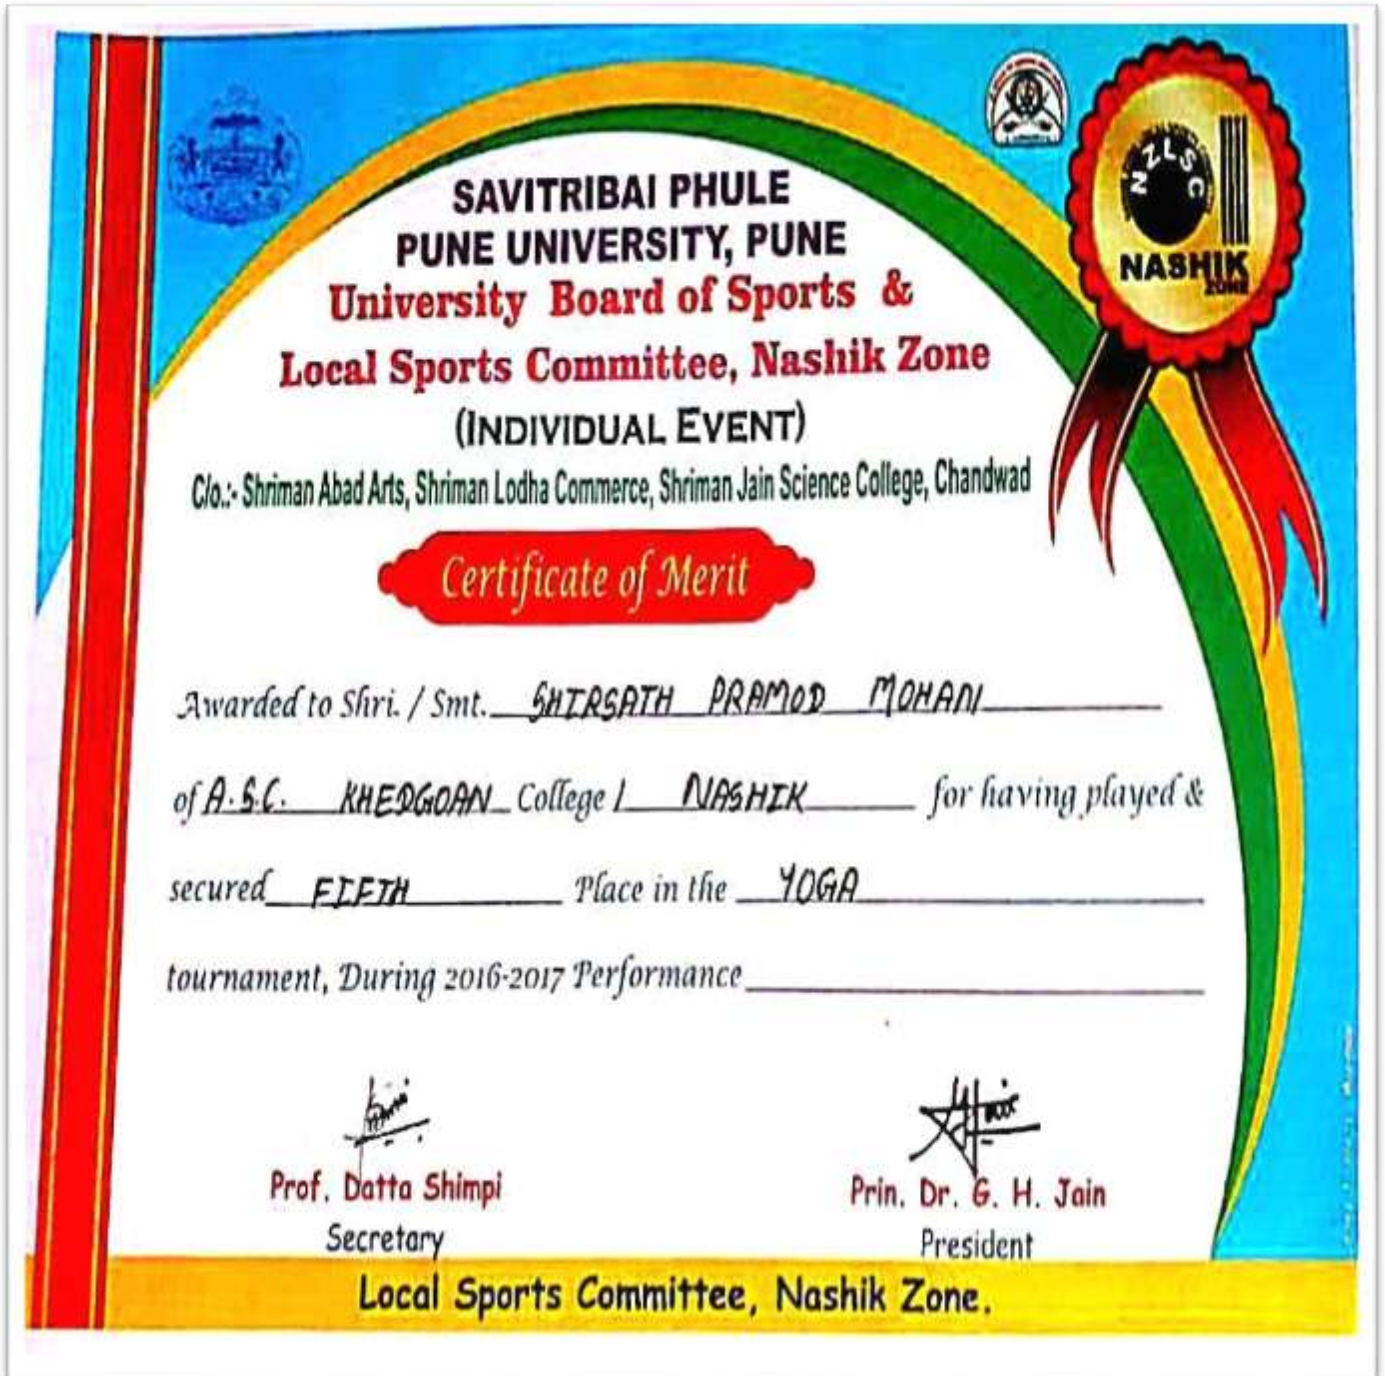 SAVITRIBAI PHULE
PUNE UNIVERSITY, PUNE
University Board of Sports &
Local Sports Committee, Nashik Zone
(INDIVIDUAL EVENT)
C/o.:- Shriman Abad Arts, Shriman Lodha Commerce, Shriman Jain Science College, Chandwad
NZLSC
NASHIK
ZONE
Certificate of Merit
Awarded to Shri. / Smt. SHIRSATH PRAMOD MOHAN
of A.S.C. KHEDGOAN College / NASHIK for having played &
secured FIFTH Place in the YOGA
tournament, During 2016-2017 Performance
Prof. Datta Shimpi
Secretary
Prin. Dr. G. H. Jain
President
Local Sports Committee, Nashik Zone.